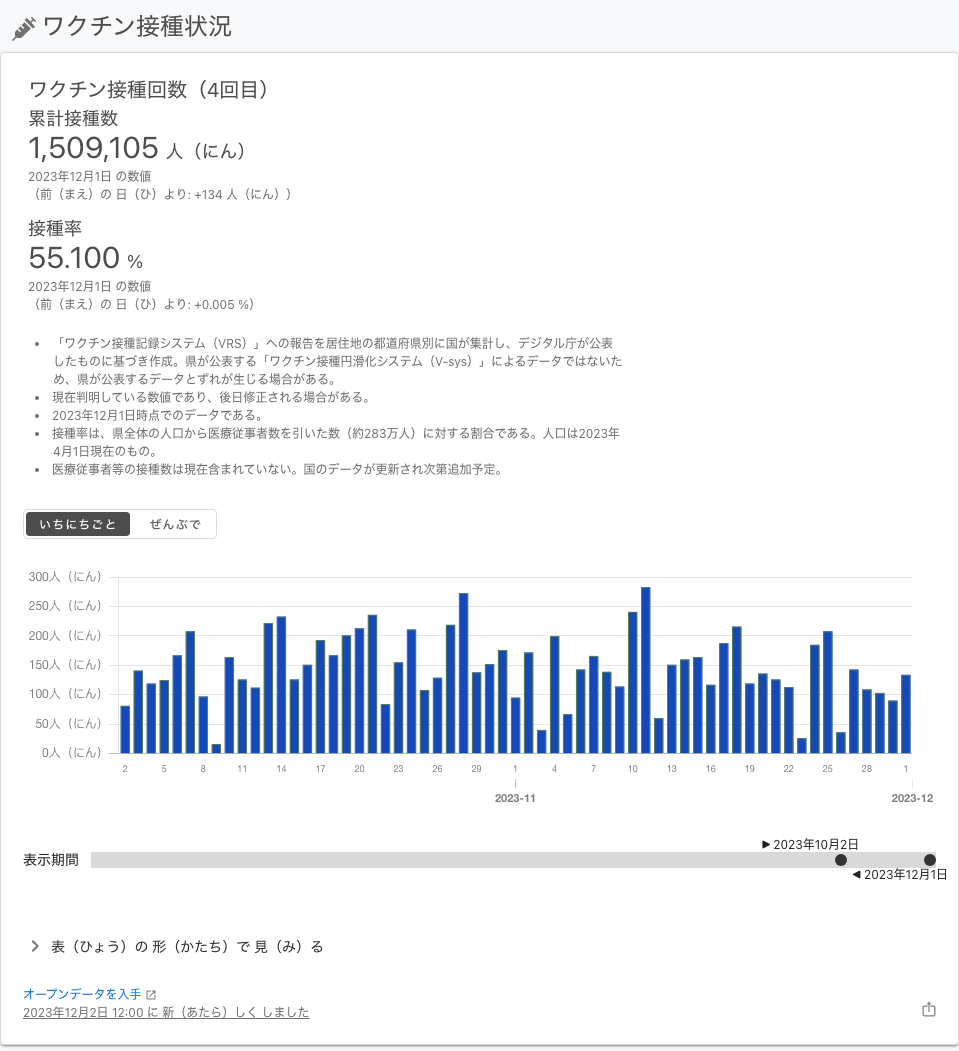 ワクチン接種状況
ワクチン接種回数（4回目）
累計接種数
1,509,105 人（にん）
2023年12月1日 の数値
（前（まえ）の 日（ひ）より: +134 人（にん））
接種率
55.100 %
2023年12月1日 の数値
（前（まえ）の 日（ひ）より: +0.005 %）
• 「ワクチン接種記録システム（VRS）」への報告を居住地の都道府県別に国が集計し、デジタル庁が公表
したものに基づき作成。県が公表する「ワクチン接種円滑化システム（V-sys）」によるデータではないた
め、県が公表するデータとずれが生じる場合がある。
• 現在判明している数値であり、後日修正される場合がある。
• 2023年12月1日時点でのデータである。
• 接種率は、県全体の人口から医療従事者数を引いた数（約283万人）に対する割合である。人口は2023年
4月1日現在のもの。
• 医療従事者等の接種数は現在含まれていない。国のデータが更新され次第追加予定。
いちにちごと ぜんぶで
300人（にん）
250人（にん）
200人（にん）
150人（にん）
100人（にん）
50人（にん）
0人（にん）
2 5 8 11 14 17 20 23 26 29 1 4 7 10 13 16 19 22 25 28 1
2023-11 2023-12
▶ 2023年10月2日
表示期間
◀ 2023年12月1日
表（ひょう）の 形（かたち）で 見（み）る
オープンデータを入手
2023年12月2日 12:00 に 新（あたら）しく しました